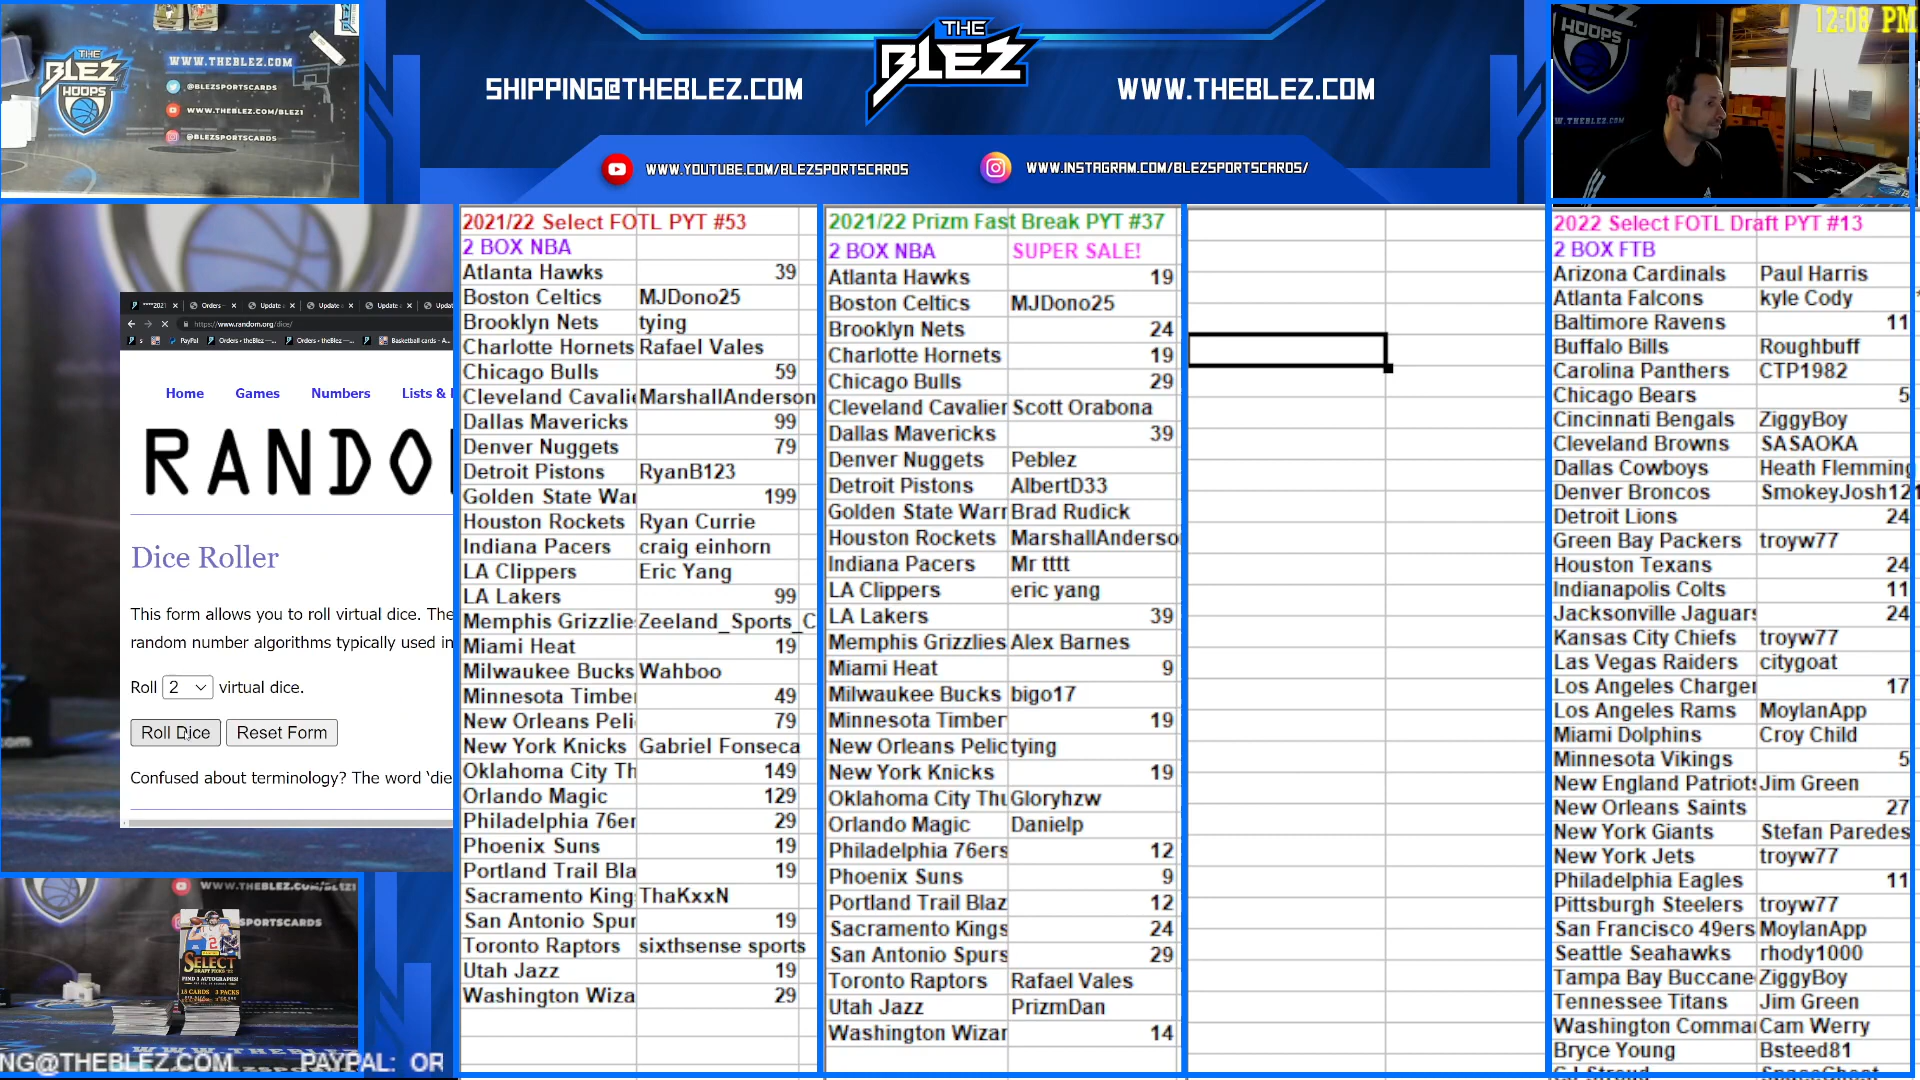 THE
BLEZ
HOOPS
WWW.THEBLEZ.COM
@BLEZSPORTSCARDS
WWW.THEBLEZ.COM/BLEZ1
@BLEZSPORTSCARDS
SHIPPING@THEBLEZ.COM
THE
BLEZ
WWW.THEBLEZ.COM
WWW.YOUTUBE.COM/BLEZSPORTSCARDS
WWW.INSTAGRAM.COM/BLEZSPORTSCARDS/
HOOPS
12:08 PM
https://www.random.org/dice/
PayPal
Home Games Numbers Lists &
RANDO
Dice Roller
This form allows you to roll virtual dice. The
random number algorithms typically used in
Roll 2 virtual dice.
Roll Dice Reset Form
Confused about terminology? The word ‘die
2021/22 Select FOTL PYT #53
2 BOX NBA
Atlanta Hawks 39
Boston Celtics MJDono25
Brooklyn Nets tying
Charlotte Hornets Rafael Vales
Chicago Bulls 59
Cleveland Cavalie MarshallAnderson
Dallas Mavericks 99
Denver Nuggets 79
Detroit Pistons RyanB123
Golden State War 199
Houston Rockets Ryan Currie
Indiana Pacers craig einhorn
LA Clippers Eric Yang
LA Lakers 99
Memphis Grizzlie Zeeland_Sports_C
Miami Heat 19
Milwaukee Bucks Wahboo
Minnesota Timber 49
New Orleans Peli 79
New York Knicks Gabriel Fonseca
Oklahoma City Th 149
Orlando Magic 129
Philadelphia 76er 29
Phoenix Suns 19
Portland Trail Bla 19
Sacramento King ThaKxxN
San Antonio Spur 19
Toronto Raptors sixthsense sports
Utah Jazz 19
Washington Wiza 29
2021/22 Prizm Fast Break PYT #37
2 BOX NBA SUPER SALE!
Atlanta Hawks 19
Boston Celtics MJDono25
Brooklyn Nets 24
Charlotte Hornets 19
Chicago Bulls 29
Cleveland Cavalier Scott Orabona
Dallas Mavericks 39
Denver Nuggets Peblez
Detroit Pistons AlbertD33
Golden State Warr Brad Rudick
Houston Rockets MarshallAnderso
Indiana Pacers Mr tttt
LA Clippers eric yang
LA Lakers 39
Memphis Grizzlies Alex Barnes
Miami Heat 9
Milwaukee Bucks bigo17
Minnesota Timber 19
New Orleans Pelic tying
New York Knicks 19
Oklahoma City Thu Gloryhzw
Orlando Magic Danielp
Philadelphia 76ers 12
Phoenix Suns 9
Portland Trail Blaz 12
Sacramento Kings 24
San Antonio Spurs 29
Toronto Raptors Rafael Vales
Utah Jazz PrizmDan
Washington Wizar 14
2022 Select FOTL Draft PYT #13
2 BOX FTB
Arizona Cardinals Paul Harris
Atlanta Falcons kyle Cody
Baltimore Ravens 11
Buffalo Bills Roughbuff
Carolina Panthers CTP1982
Chicago Bears 5
Cincinnati Bengals ZiggyBoy
Cleveland Browns SASAOKA
Dallas Cowboys Heath Flemming
Denver Broncos SmokeyJosh121
Detroit Lions 24
Green Bay Packers troyw77
Houston Texans 24
Indianapolis Colts 11
Jacksonville Jaguars 24
Kansas City Chiefs troyw77
Las Vegas Raiders citygoat
Los Angeles Charger 17
Los Angeles Rams MoylanApp
Miami Dolphins Croy Child
Minnesota Vikings 5
New England Patriots Jim Green
New Orleans Saints 27
New York Giants Stefan Paredes
New York Jets troyw77
Philadelphia Eagles 11
Pittsburgh Steelers troyw77
San Francisco 49ers MoylanApp
Seattle Seahawks rhody1000
Tampa Bay Buccane ZiggyBoy
Tennessee Titans Jim Green
Washington Comma Cam Werry
Bryce Young Bsteed81
SELECT
DRAFT PICKS
15 CARDS 3 PACKS
NG@THEBLEZ.COM PAYPAL: OR